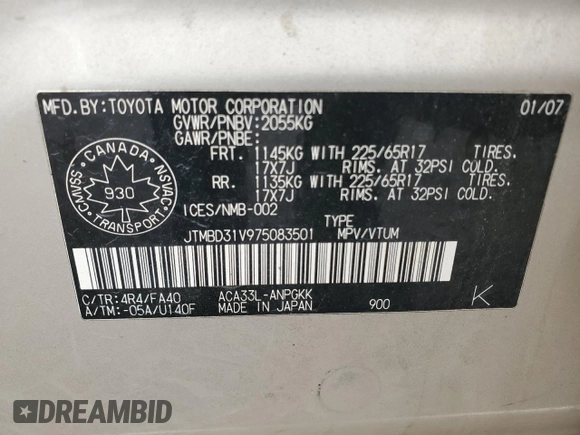 MFD.BY:TOYOTA MOTOR CORPORATION 01/07
GVWR/PNBV:2055KG
GAWR/PNBE:
FRT. 1145KG WITH 225/65R17 TIRES.
17X7J RIMS. AT 32PSI COLD.
RR. 1135KG WITH 225/65R17 TIRES.
17X7J RIMS. AT 32PSI COLD.
CANADA
CMVSS NSVAC
930
TRANSPORT
ICES/NMB-002
TYPE
JTMBD31V975083501 MPV/VTUM
C/TR:4R4/FA40 ACA33L-ANPGKK
A/TM:-05A/U140F MADE IN JAPAN 900 K
DREAMBID